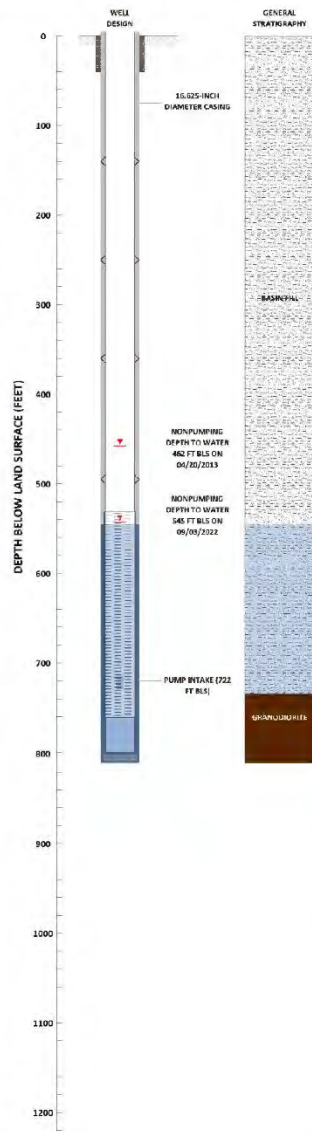 WELL
DESIGN
GENERAL
STRATIGRAPHY
0
16.625-INCH
DIAMETER CASING
100
200
300
BASIN FILL
400
NONPUMPING
DEPTH TO WATER
462 FT BLS ON
04/20/2013
500
NONPUMPING
DEPTH TO WATER
545 FT BLS ON
09/03/2022
DEPTH BELOW LAND SURFACE (FEET)
600
700
PUMP INTAKE (722
FT BLS)
GRANODIORITE
800
900
1000
1100
1200